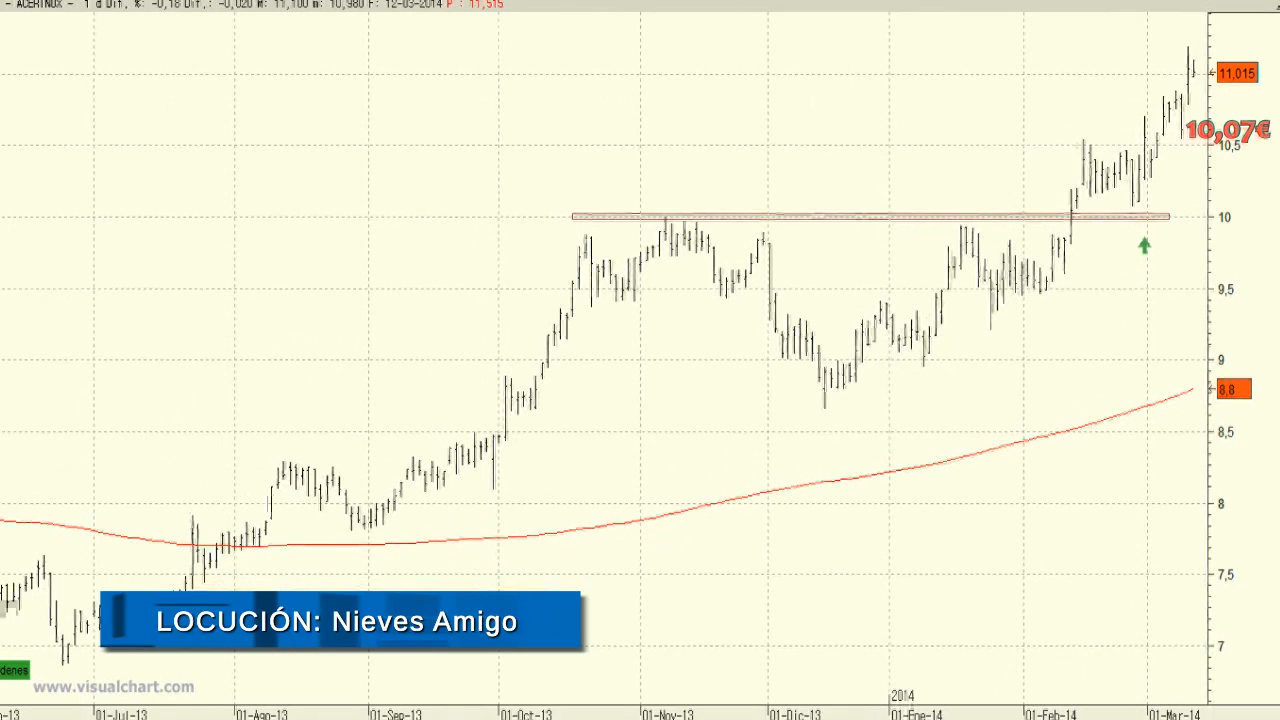 - ACERINOX - 1 d Dif. %: -0,18 Dif.: -0,020 M: 11,100 m: 10,980 F: 12-03-2014 P : 11,515
11,015
10,07€
10,5
10
9,5
9
8,8
8,5
8
7,5
LOCUCIÓN: Nieves Amigo
7
denes
www.visualchart.com
2014
01-Jul-13 01-Ago-13 01-Sep-13 01-Oct-13 01-Nov-13 01-Dic-13 01-Ene-14 01-Feb-14 01-Mar-14